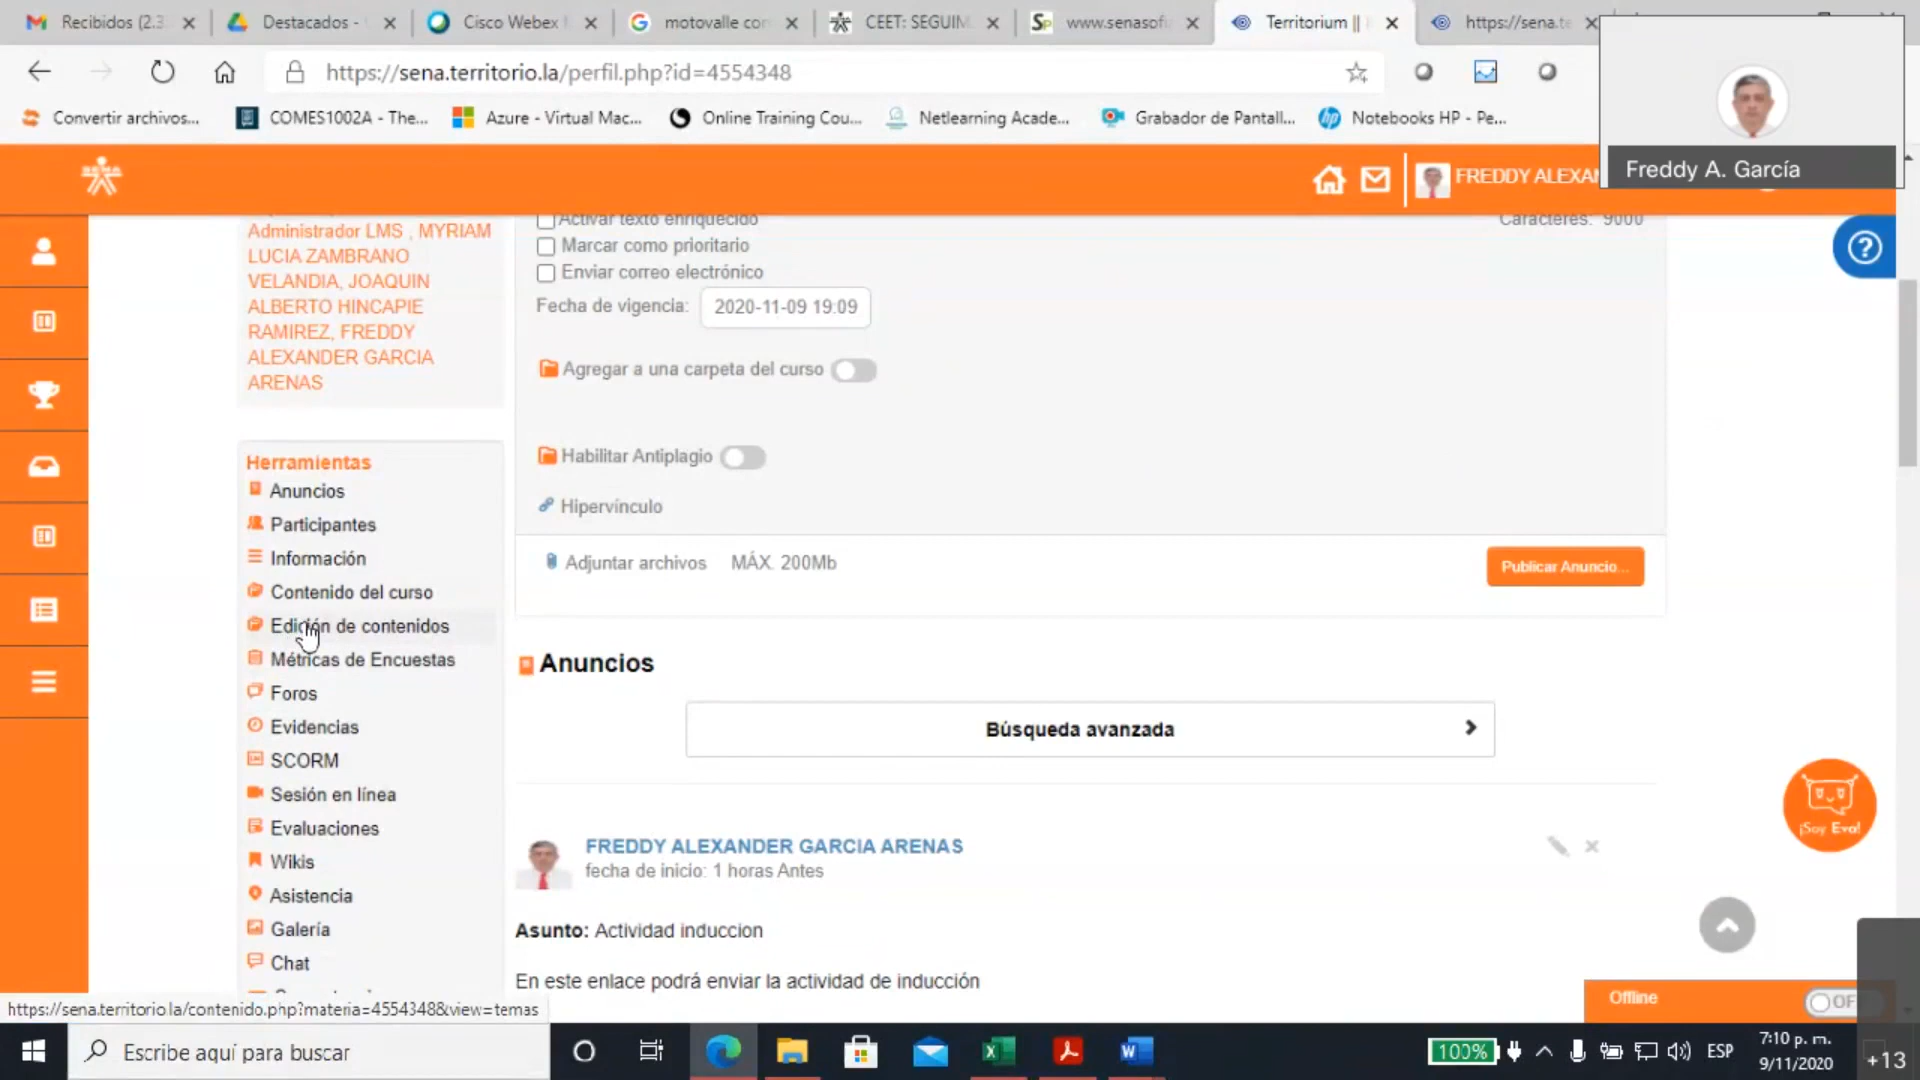 Recibidos (2.3
Destacados -
Cisco Webex
motovalle con
CEET: SEGUIM
www.senasof
Territorium ||
https://sena.te
https://sena.territorio.la/perfil.php?id=4554348
Convertir archivos...
COMES1002A - The...
Azure - Virtual Mac...
Online Training Cou...
Netlearning Acade...
Grabador de Pantall...
Notebooks HP - Pe...
Freddy A. García
FREDDY ALEXA
Administrador LMS , MYRIAM
LUCIA ZAMBRANO
VELANDIA, JOAQUIN
ALBERTO HINCAPIE
RAMIREZ, FREDDY
ALEXANDER GARCIA
ARENAS
Herramientas
Anuncios
Participantes
Información
Contenido del curso
Edición de contenidos
Métricas de Encuestas
Foros
Evidencias
SCORM
Sesión en línea
Evaluaciones
Wikis
Asistencia
Galería
Chat
Activar texto enriquecido
Caracteres: 9000
Marcar como prioritario
Enviar correo electrónico
Fecha de vigencia: 2020-11-09 19:09
Agregar a una carpeta del curso
Habilitar Antiplagio
Hipervínculo
Adjuntar archivos MÁX. 200Mb
Publicar Anuncio...
Anuncios
Búsqueda avanzada
FREDDY ALEXANDER GARCIA ARENAS
fecha de inicio: 1 horas Antes
Asunto: Actividad induccion
En este enlace podrá enviar la actividad de inducción
¡Soy Eva!
Offline
OF
https://sena.territorio.la/contenido.php?materia=4554348&view=temas
Escribe aquí para buscar
100%
ESP
7:10 p. m.
9/11/2020
+13